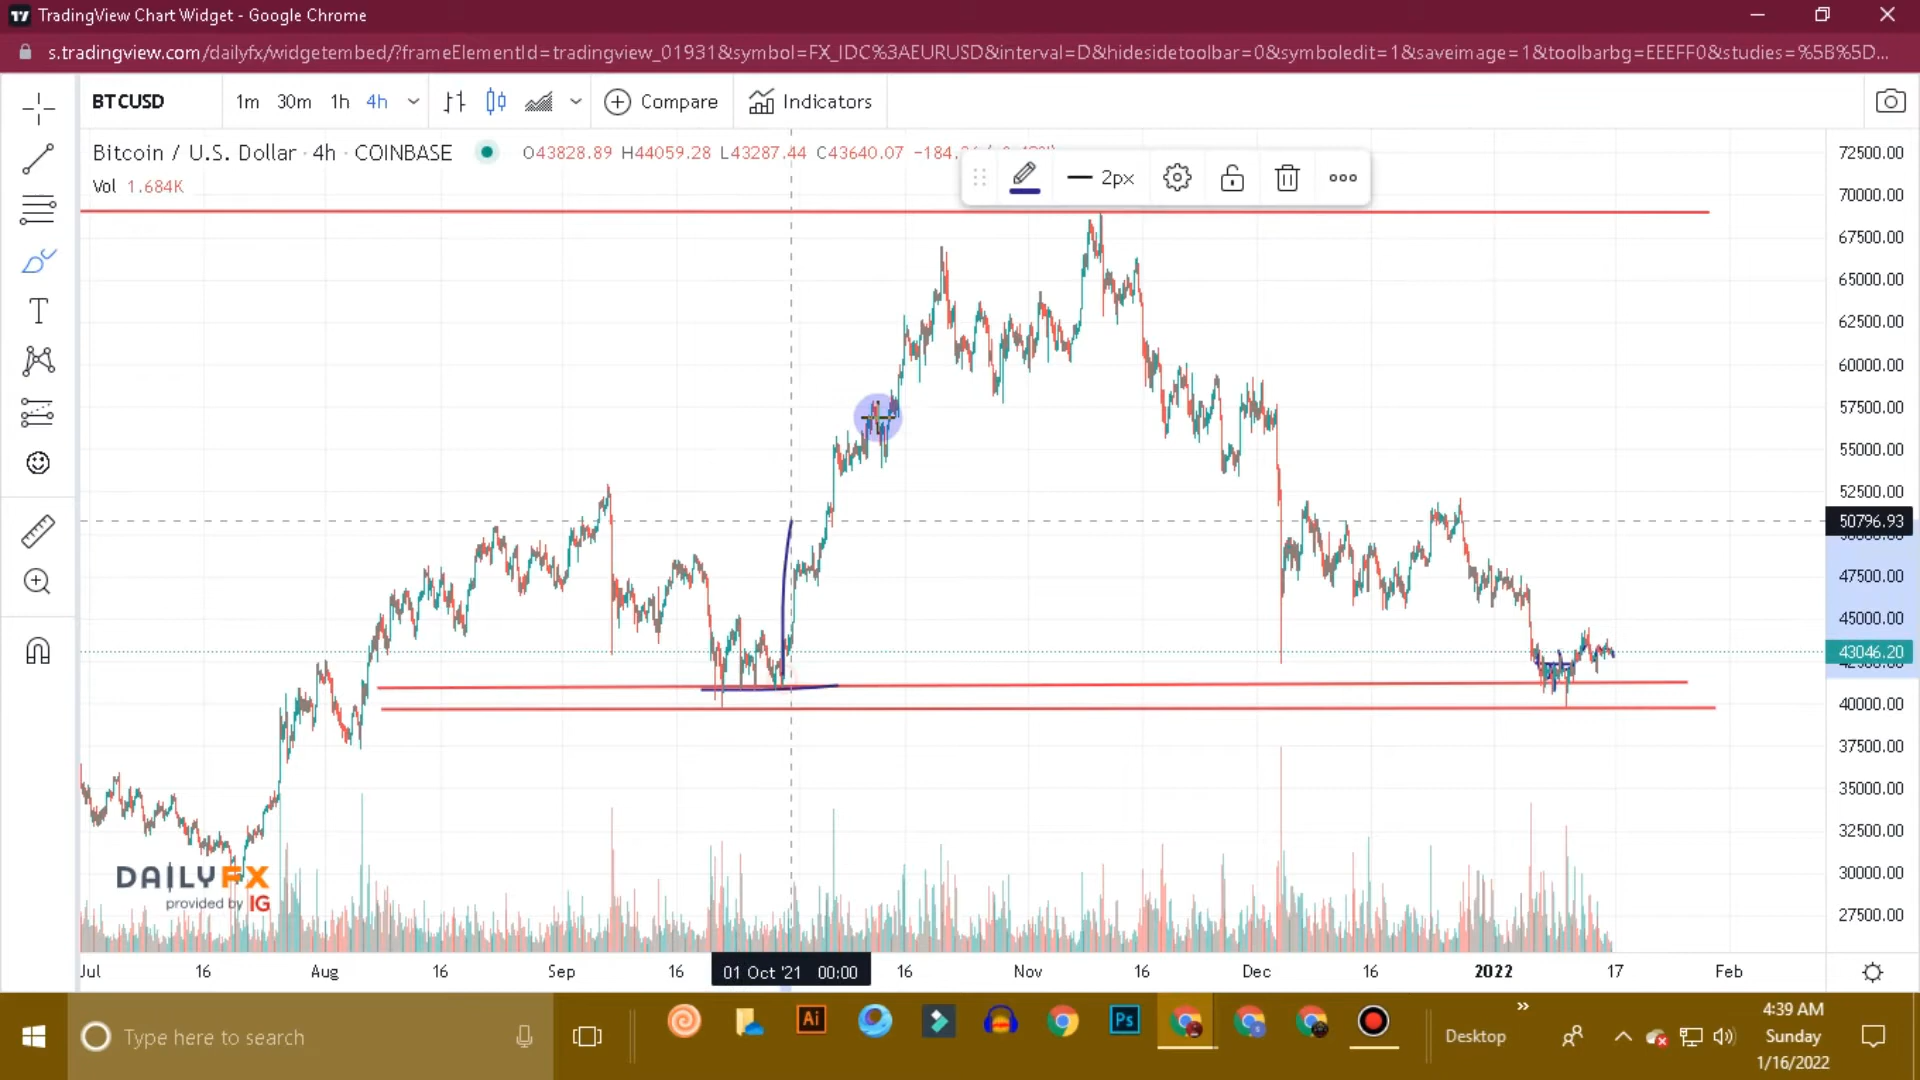 TradingView Chart Widget - Google Chrome
s.tradingview.com/dailyfx/widgetembed/?frameElementId=tradingview_01931&symbol=FX_IDC%3AEURUSD&interval=D&hidesidetoolbar=0&symboledit=1&saveimage=1&toolbarbg=EEEFF0&studies=%5B%5D...
BTCUSD 1m 30m 1h 4h Compare Indicators
Bitcoin / U.S. Dollar · 4h · COINBASE O43828.89 H44059.28 L43287.44 C43640.07
Vol 1.684K
2px
72500.00
70000.00
67500.00
65000.00
62500.00
60000.00
57500.00
55000.00
52500.00
50796.93
47500.00
45000.00
43046.20
40000.00
37500.00
35000.00
32500.00
30000.00
27500.00
DAILYFX
provided by IG
Jul 16 Aug 16 Sep 16 01 Oct '21 00:00 16 Nov 16 Dec 16 2022 17 Feb
Type here to search
Ai
Ps
Desktop
»
4:39 AM
Sunday
1/16/2022